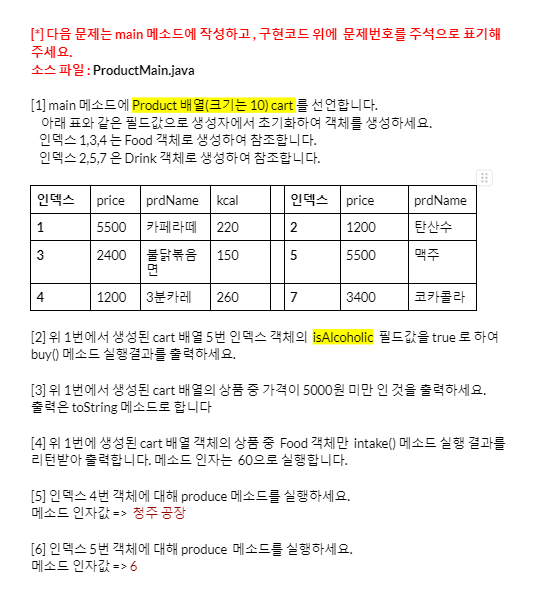 [*] 다음 문제는 main 메소드에 작성하고 , 구현코드 위에 문제번호를 주석으로 표기해
주세요.
소스 파일 : ProductMain.java
[1] main 메소드에 Product 배열(크기는 10) cart 를 선언합니다.
아래 표와 같은 필드값으로 생성자에서 초기화하여 객체를 생성하세요.
인덱스 1,3,4 는 Food 객체로 생성하여 참조합니다.
인덱스 2,5,7 은 Drink 객체로 생성하여 참조합니다.
인덱스 price prdName kcal 인덱스 price prdName
1 5500 카페라떼 220 2 1200 탄산수
3 2400 불닭볶음 150 5 5500 맥주
면
4 1200 3분카레 260 7 3400 코카콜라
[2] 위 1번에서 생성된 cart 배열 5번 인덱스 객체의 isAlcoholic 필드값을 true 로 하여
buy() 메소드 실행결과를 출력하세요.
[3] 위 1번에서 생성된 cart 배열의 상품 중 가격이 5000원 미만 인 것을 출력하세요.
출력은 toString 메소드로 합니다
[4] 위 1번에 생성된 cart 배열 객체의 상품 중 Food 객체만 intake() 메소드 실행 결과를
리턴받아 출력합니다. 메소드 인자는 60으로 실행합니다.
[5] 인덱스 4번 객체에 대해 produce 메소드를 실행하세요.
메소드 인자값 => 청주 공장
[6] 인덱스 5번 객체에 대해 produce 메소드를 실행하세요.
메소드 인자값 => 6